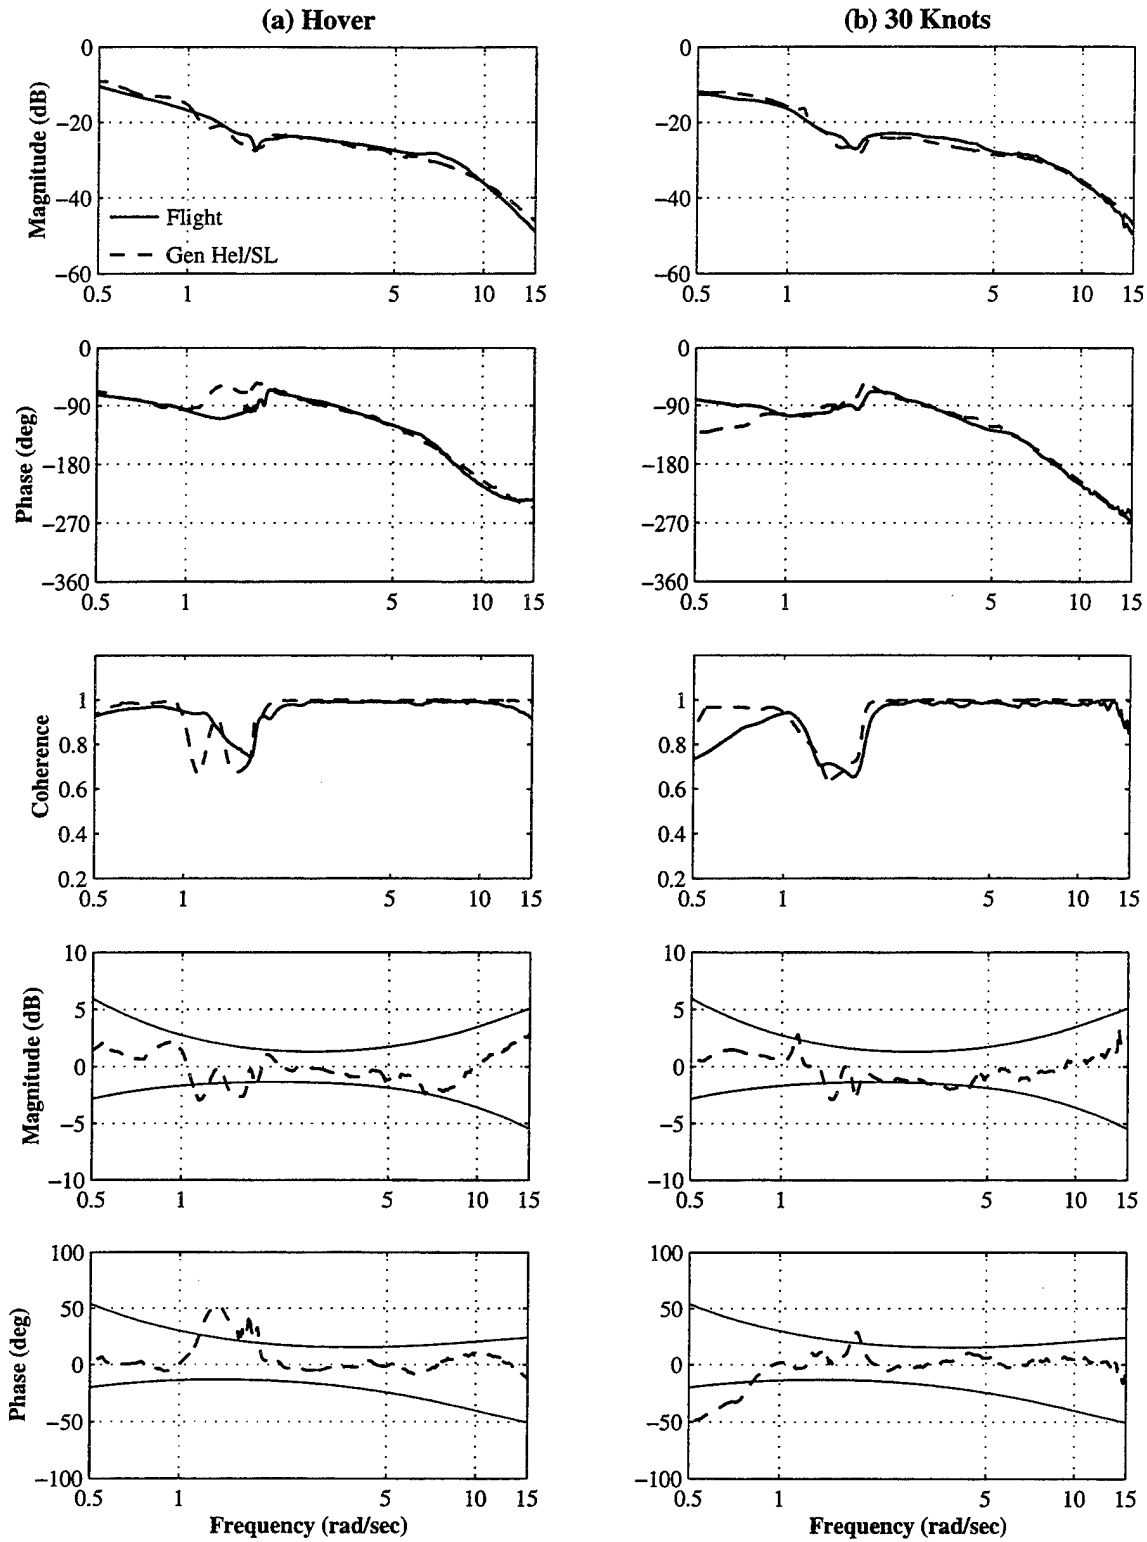 (a) Hover
(b) 30 Knots
Magnitude (dB)
0
−20
−40
−60
Flight
Gen Hel/SL
0.5 1 5 10 15
0
−20
−40
−60
0.5 1 5 10 15
Phase (deg)
0
−90
−180
−270
−360
0.5 1 5 10 15
0
−90
−180
−270
−360
0.5 1 5 10 15
Coherence
1
0.8
0.6
0.4
0.2
0.5 1 5 10 15
1
0.8
0.6
0.4
0.2
0.5 1 5 10 15
Magnitude (dB)
10
5
0
−5
−10
0.5 1 5 10 15
10
5
0
−5
−10
0.5 1 5 10 15
Phase (deg)
100
50
0
−50
−100
0.5 1 5 10 15
Frequency (rad/sec)
100
50
0
−50
−100
0.5 1 5 10 15
Frequency (rad/sec)